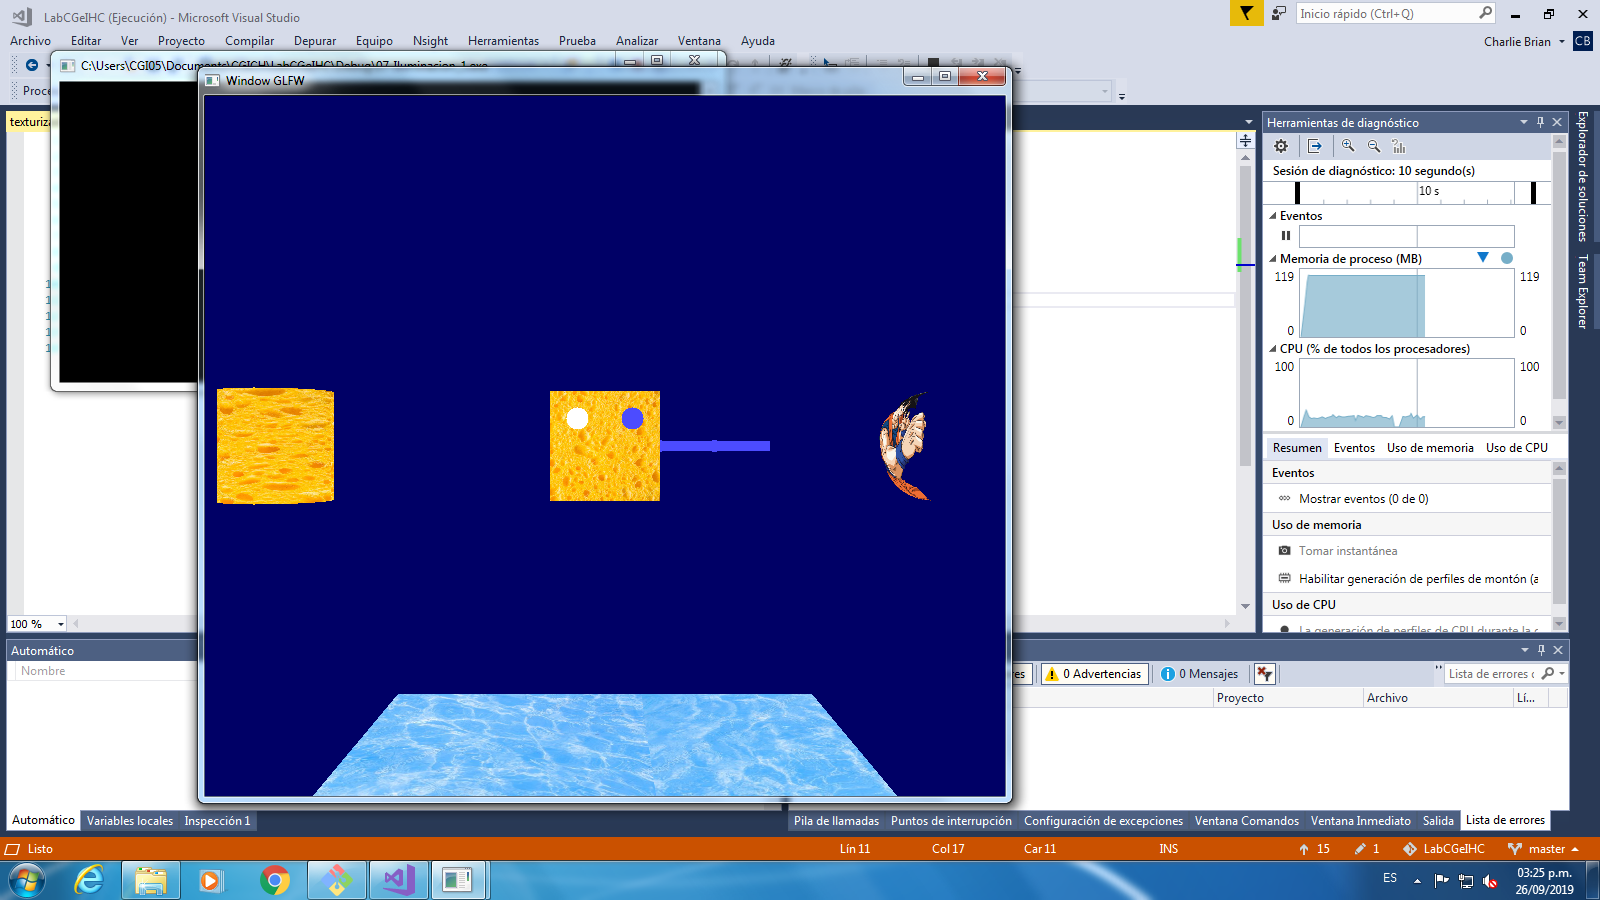 LabCGeIHC (Ejecución) - Microsoft Visual Studio
Inicio rápido (Ctrl+Q)
Archivo Editar Ver Proyecto Compilar Depurar Equipo Nsight Herramientas Prueba Analizar Ventana Ayuda
Charlie Brian CB
C:\Users\CGI05\Documents\CGICH\LabCGeIHC\Debug\07_Iluminacion_1.exe
Window GLFW
Proce
texturiza
Herramientas de diagnóstico
Sesión de diagnóstico: 10 segundo(s)
10 s
Eventos
Memoria de proceso (MB)
119 119
0 0
CPU (% de todos los procesadores)
100 100
0 0
Resumen Eventos Uso de memoria Uso de CPU
Eventos
Mostrar eventos (0 de 0)
Uso de memoria
Tomar instantánea
Habilitar generación de perfiles de montón (a
Uso de CPU
La generación de perfiles de CPU durante la
Explorador de soluciones
Team Explorer
100 %
Automático
Nombre
res 0 Advertencias 0 Mensajes
Lista de errores
Proyecto Archivo Lí...
Automático Variables locales Inspección 1
Pila de llamadas Puntos de interrupción Configuración de excepciones Ventana Comandos Ventana Inmediato Salida Lista de errores
Listo Lín 11 Col 17 Car 11 INS 15 1 LabCGeIHC master
ES
03:25 p.m.
26/09/2019